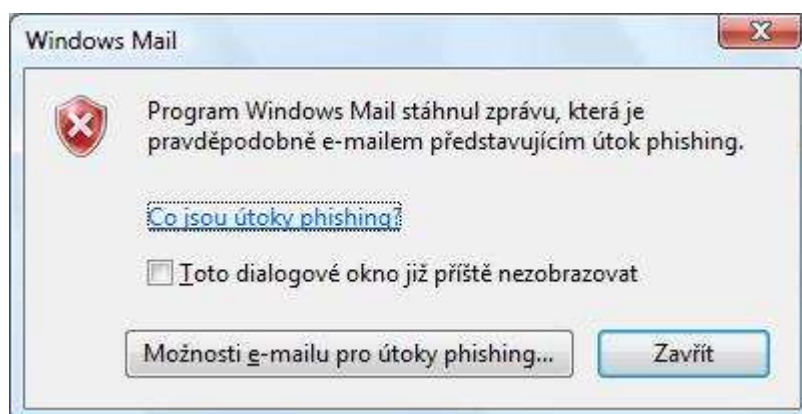 Windows Mail
Program Windows Mail stáhnul zprávu, která je
pravděpodobně e-mailem představujícím útok phishing.
Co jsou útoky phishing?
Toto dialogové okno již příště nezobrazovat
Možnosti e-mailu pro útoky phishing...
Zavřít